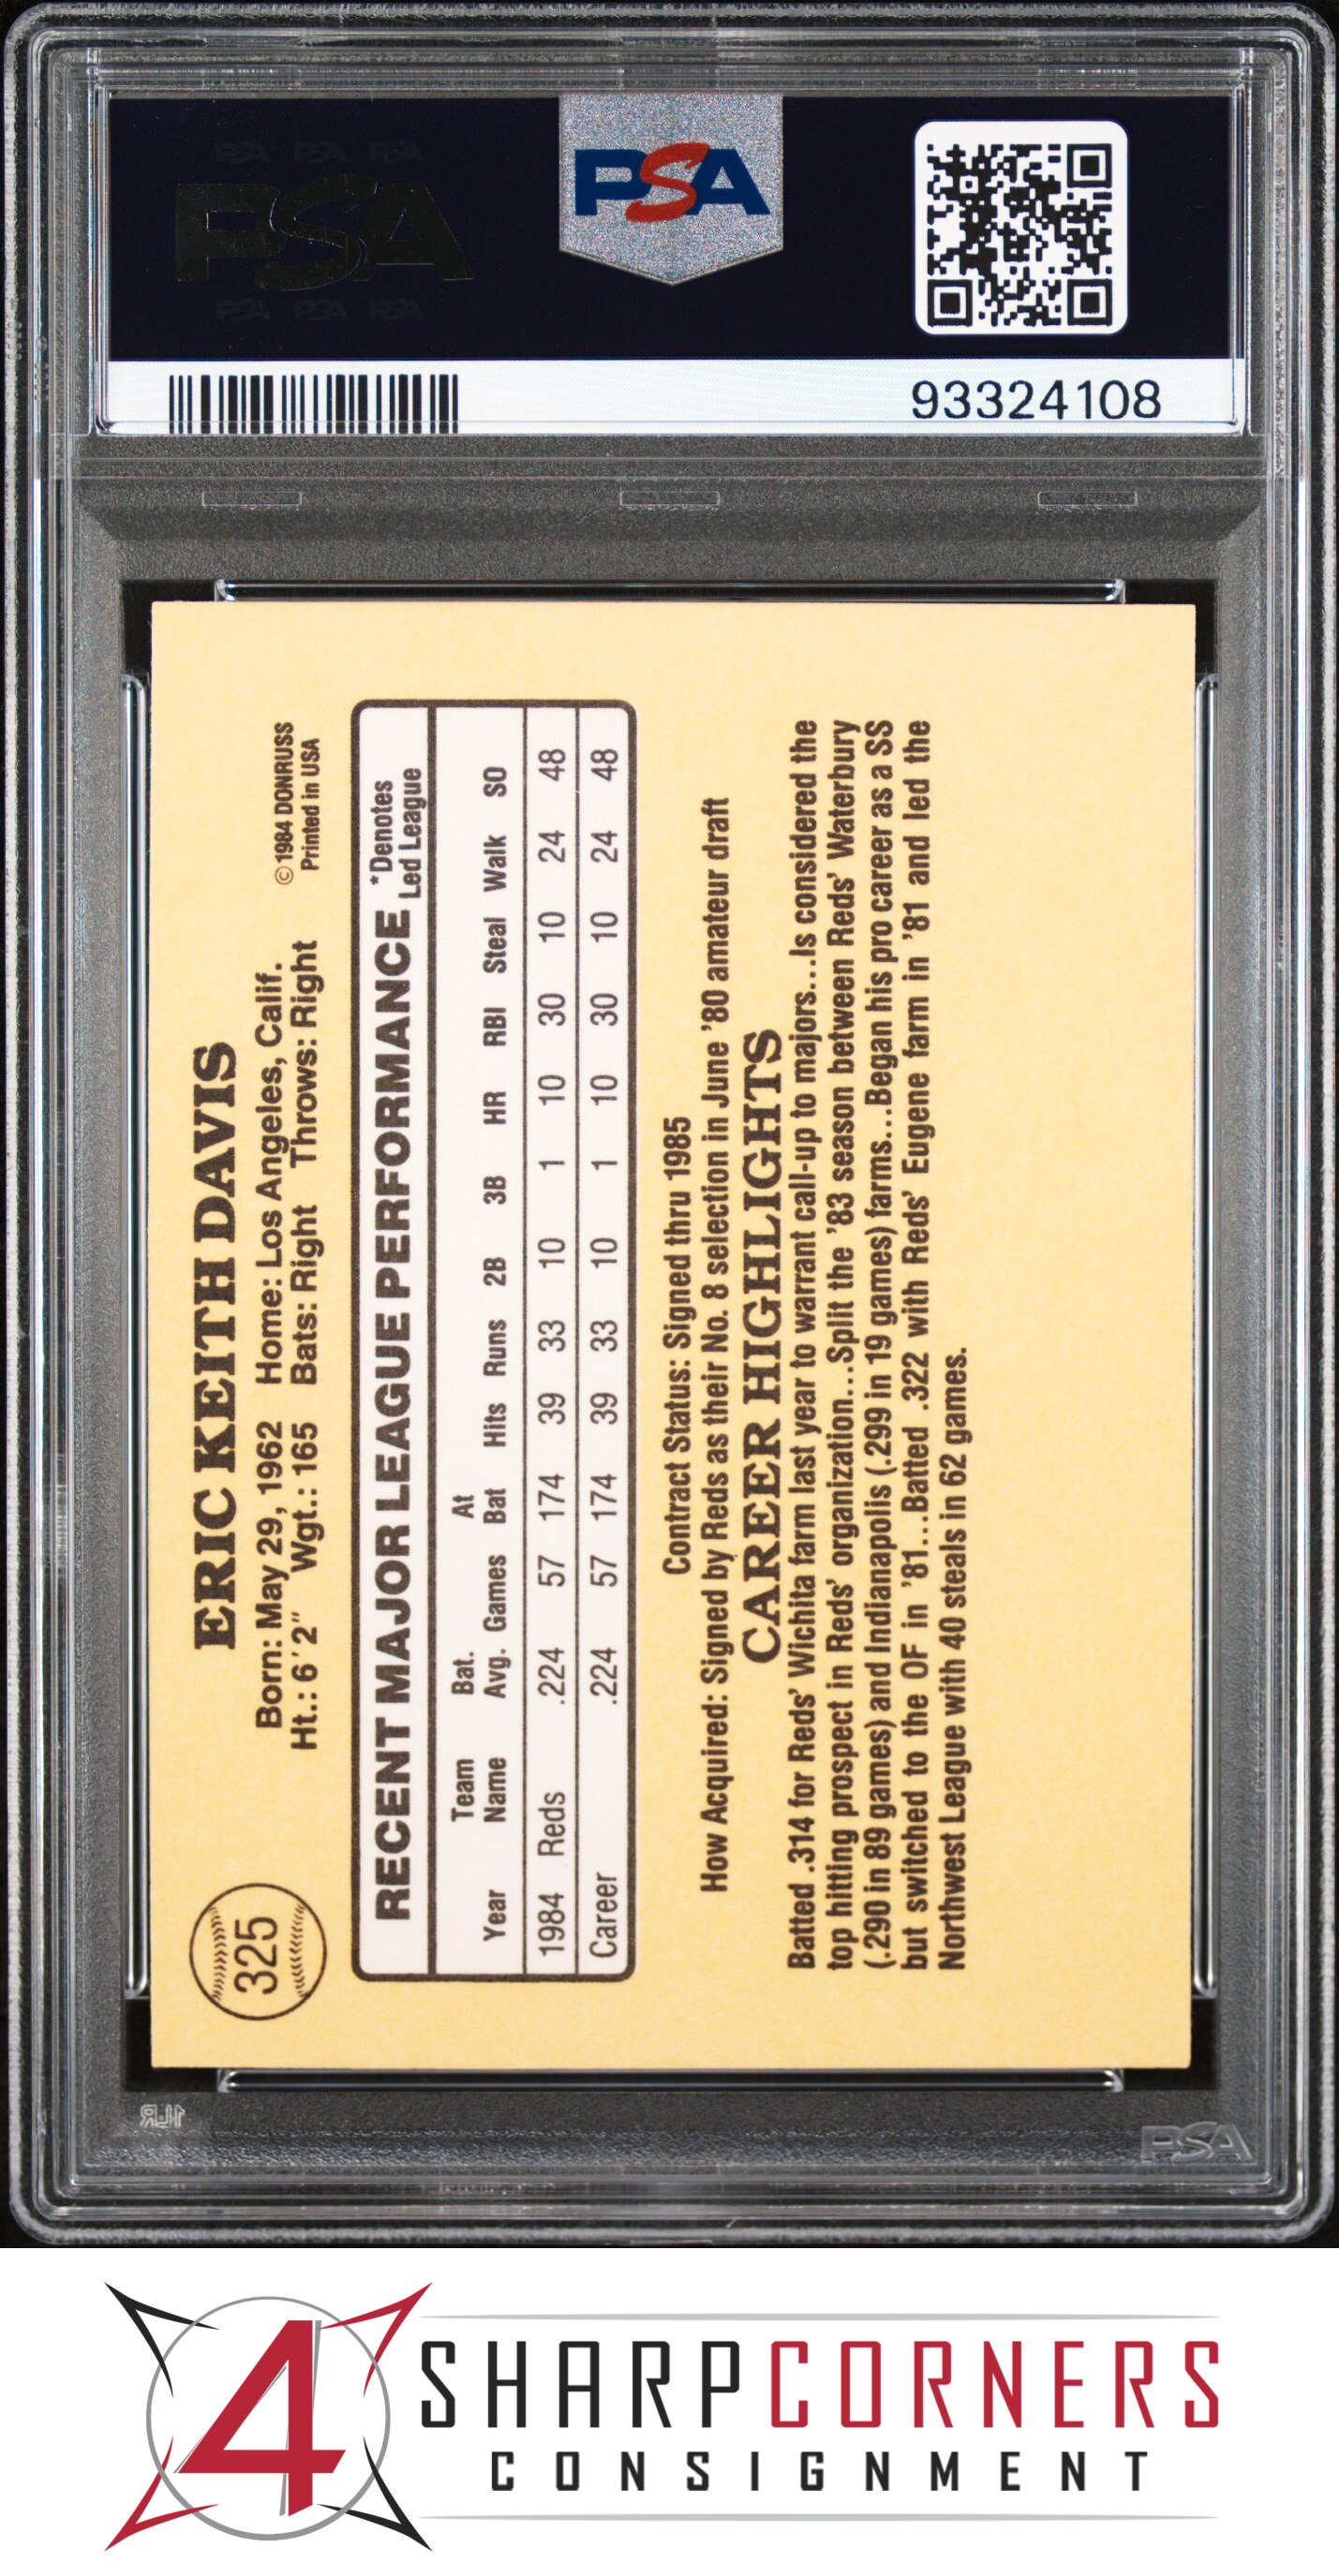 PSA PSA PSA
PSA
PSA PSA PSA
PSA
93324108
325
ERIC KEITH DAVIS
©1984 DONRUSS
Printed in USA
Born: May 29, 1962 Home: Los Angeles, Calif.
Ht.: 6'2" Wgt.: 165 Bats: Right Throws: Right
RECENT MAJOR LEAGUE PERFORMANCE *Denotes Led League
Year Team Name Bat. Avg. Games At Bat Hits Runs 2B 3B HR RBI Steal Walk SO
1984 Reds .224 57 174 39 33 10 1 10 30 10 24 48
Career .224 57 174 39 33 10 1 10 30 10 24 48
Contract Status: Signed thru 1985
How Acquired: Signed by Reds as their No. 8 selection in June '80 amateur draft
CAREER HIGHLIGHTS
Batted .314 for Reds' Wichita farm last year to warrant call-up to majors...Is considered the
top hitting prospect in Reds' organization...Split the '83 season between Reds' Waterbury
(.290 in 89 games) and Indianapolis (.299 in 19 games) farms...Began his pro career as a SS
but switched to the OF in '81...Batted .322 with Reds' Eugene farm in '81 and led the
Northwest League with 40 steals in 62 games.
PSA
4
SHARPCORNERS
CONSIGNMENT